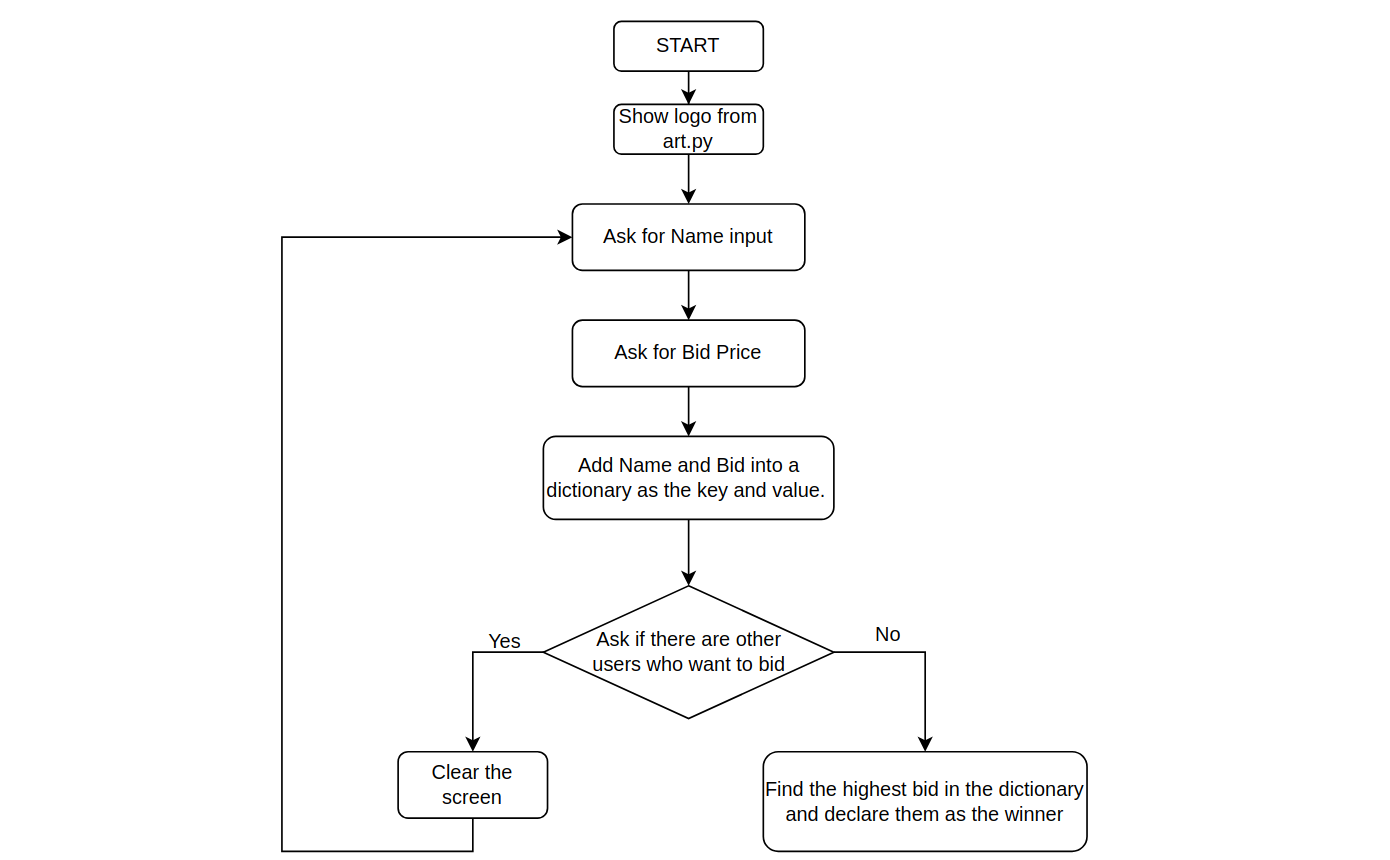 START
Show logo from
art.py
Ask for Name input
Ask for Bid Price
Add Name and Bid into a
dictionary as the key and value.
Ask if there are other
users who want to bid
Yes
No
Clear the
screen
Find the highest bid in the dictionary
and declare them as the winner